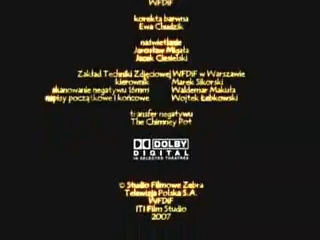 WFDiF
korekta barwna
Ewa Chudzik
naświetlanie
Jarosław Migała
Jacek Ciesielski
Zakład Techniki Zdjęciowej WFDiF w Warszawie
kierownik Marek Sikorski
skanowanie negatywu 16mm Waldemar Makuła
napisy początkowe i końcowe Wojtek Łebkowski
transfer negatywu
The Chimney Pot
DOLBY
DIGITAL
IN SELECTED THEATRES
© Studio Filmowe Zebra
Telewizja Polska S.A.
WFDiF
ITI Film Studio
2007